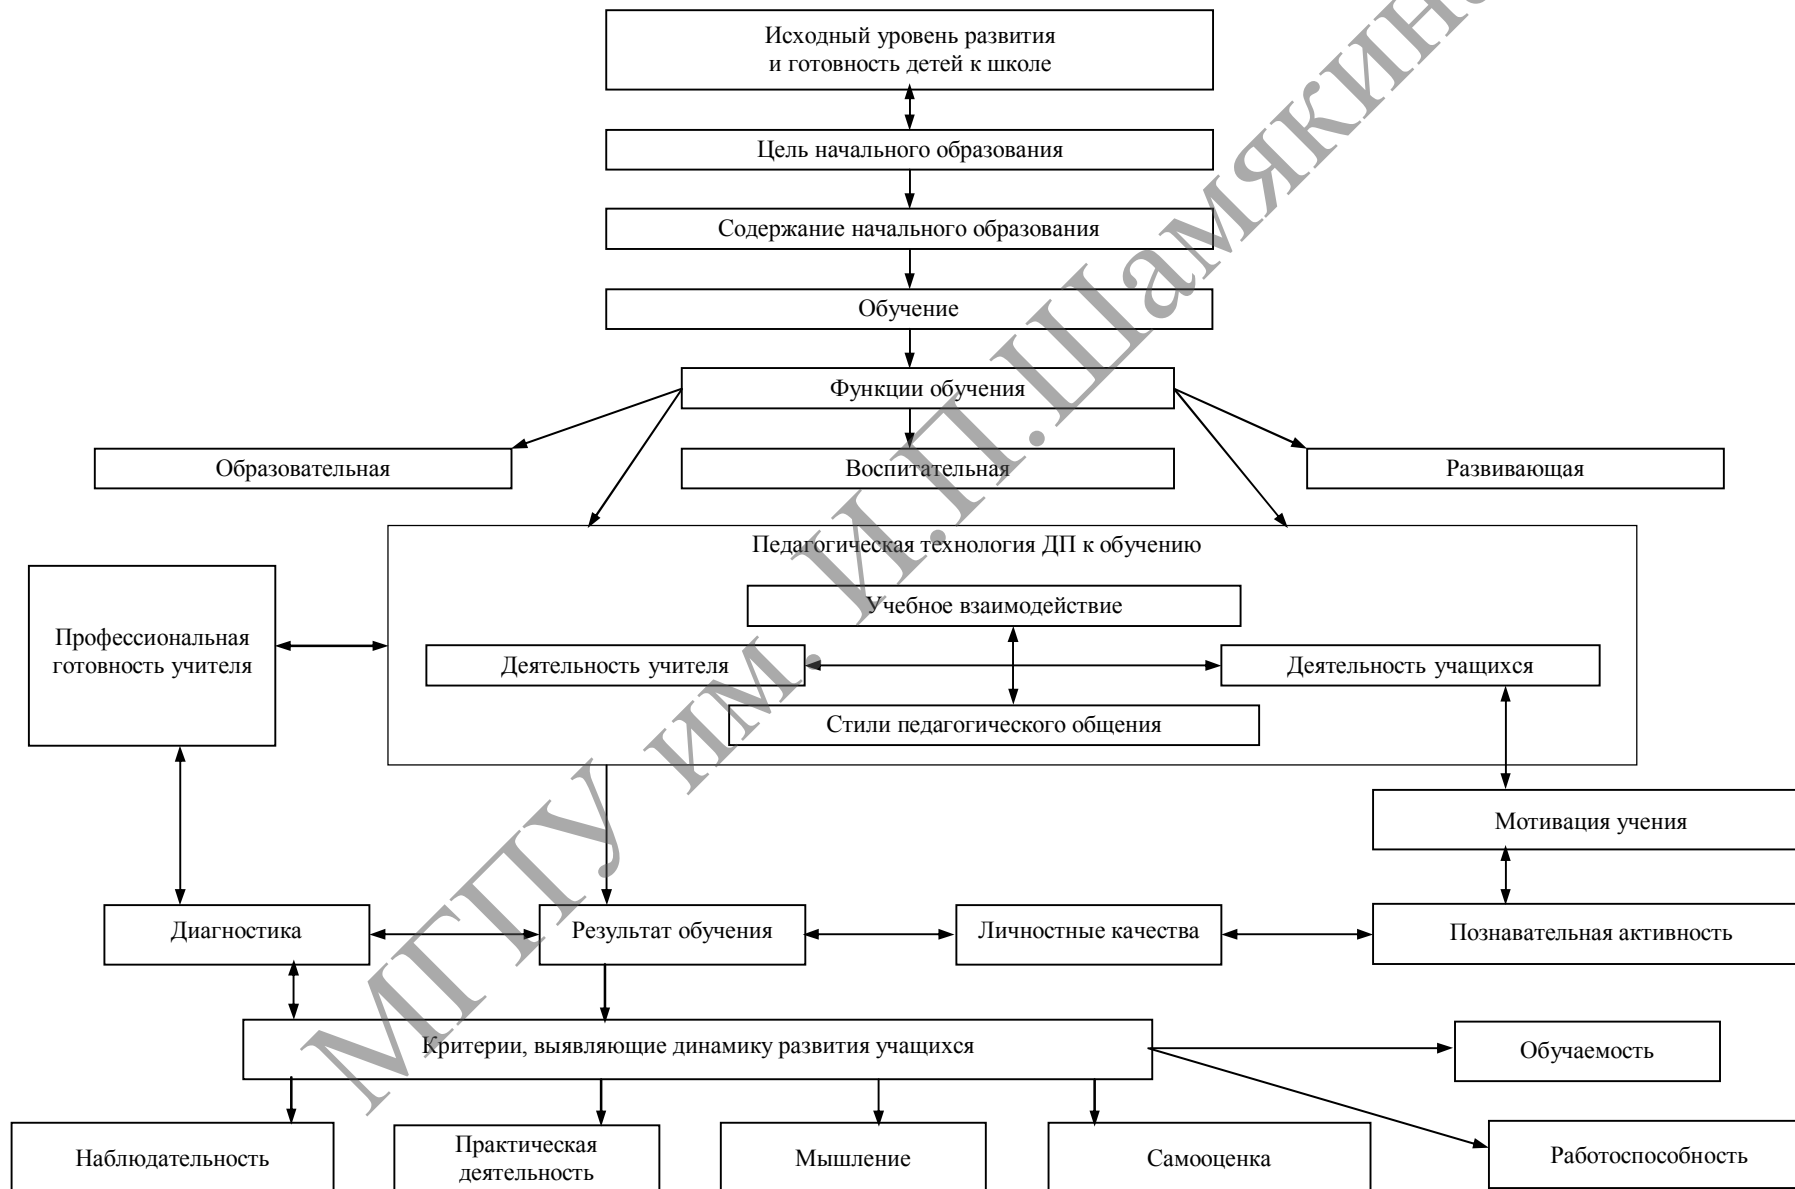 Исходный уровень развития
и готовность детей к школе
Цель начального образования
Содержание начального образования
Обучение
Функции обучения
Образовательная
Воспитательная
Развивающая
Педагогическая технология ДП к обучению
Учебное взаимодействие
Профессиональная
готовность учителя
Деятельность учителя
Деятельность учащихся
Стили педагогического общения
Мотивация учения
Диагностика
Результат обучения
Личностные качества
Познавательная активность
Критерии, выявляющие динамику развития учащихся
Обучаемость
Наблюдательность
Практическая
деятельность
Мышление
Самооценка
Работоспособность
МГПУ им. И.П.Шамякина